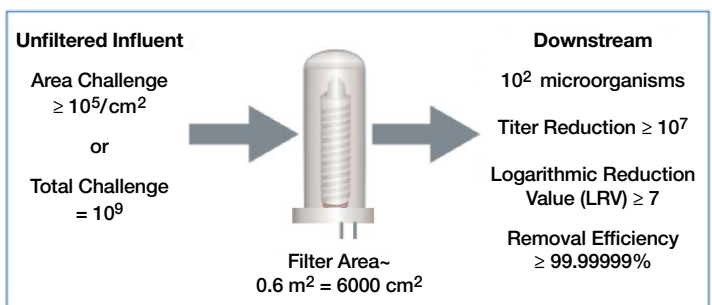 Unfiltered Influent
Area Challenge
≥ 10⁵/cm²
or
Total Challenge
= 10⁹
Filter Area~
0.6 m² = 6000 cm²
Downstream
10² microorganisms
Titer Reduction ≥ 10⁷
Logarithmic Reduction
Value (LRV) ≥ 7
Removal Efficiency
≥ 99.99999%